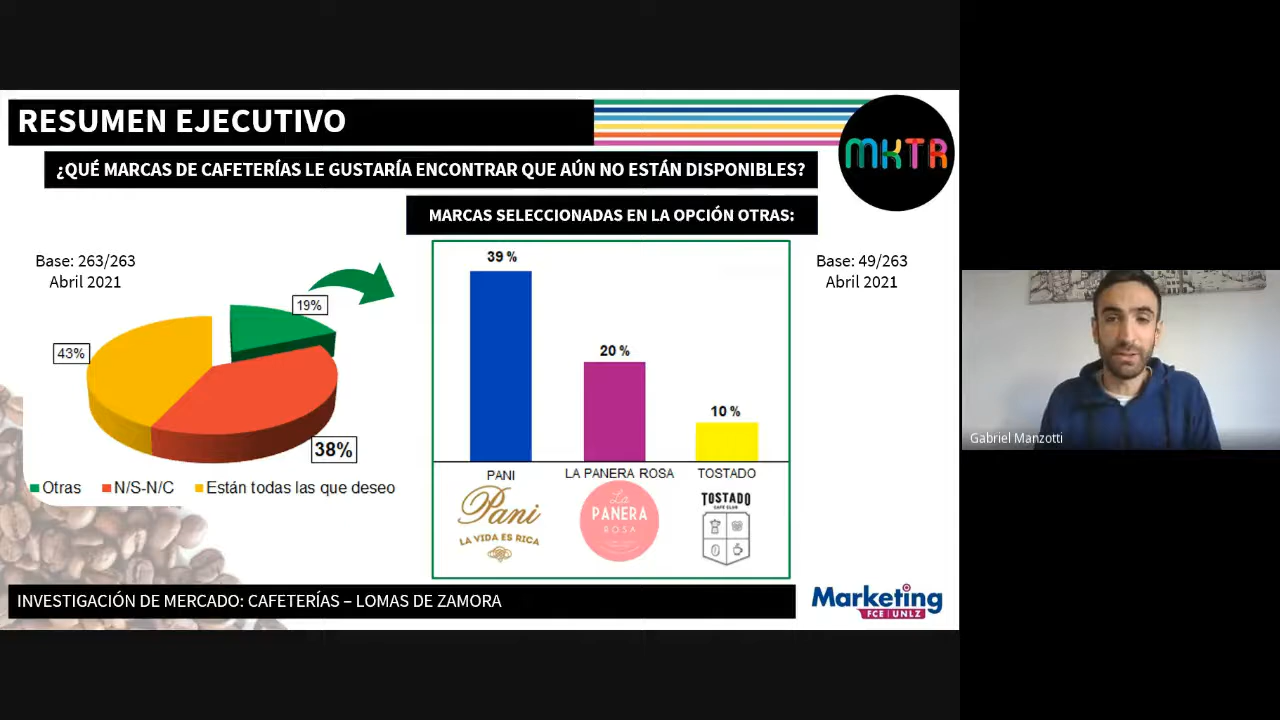 RESUMEN EJECUTIVO
MKTR
¿QUÉ MARCAS DE CAFETERÍAS LE GUSTARÍA ENCONTRAR QUE AÚN NO ESTÁN DISPONIBLES?
MARCAS SELECCIONADAS EN LA OPCIÓN OTRAS:
Base: 263/263
Abril 2021
19%
43%
38%
Otras N/S-N/C Están todas las que deseo
39 %
20 %
10 %
PANI LA PANERA ROSA TOSTADO
Pani
LA VIDA ES RICA
La
PANERA
ROSA
TOSTADO
CAFE CLUB
Base: 49/263
Abril 2021
INVESTIGACIÓN DE MERCADO: CAFETERÍAS – LOMAS DE ZAMORA
Marketing
FCE | UNLZ
Gabriel Manzotti